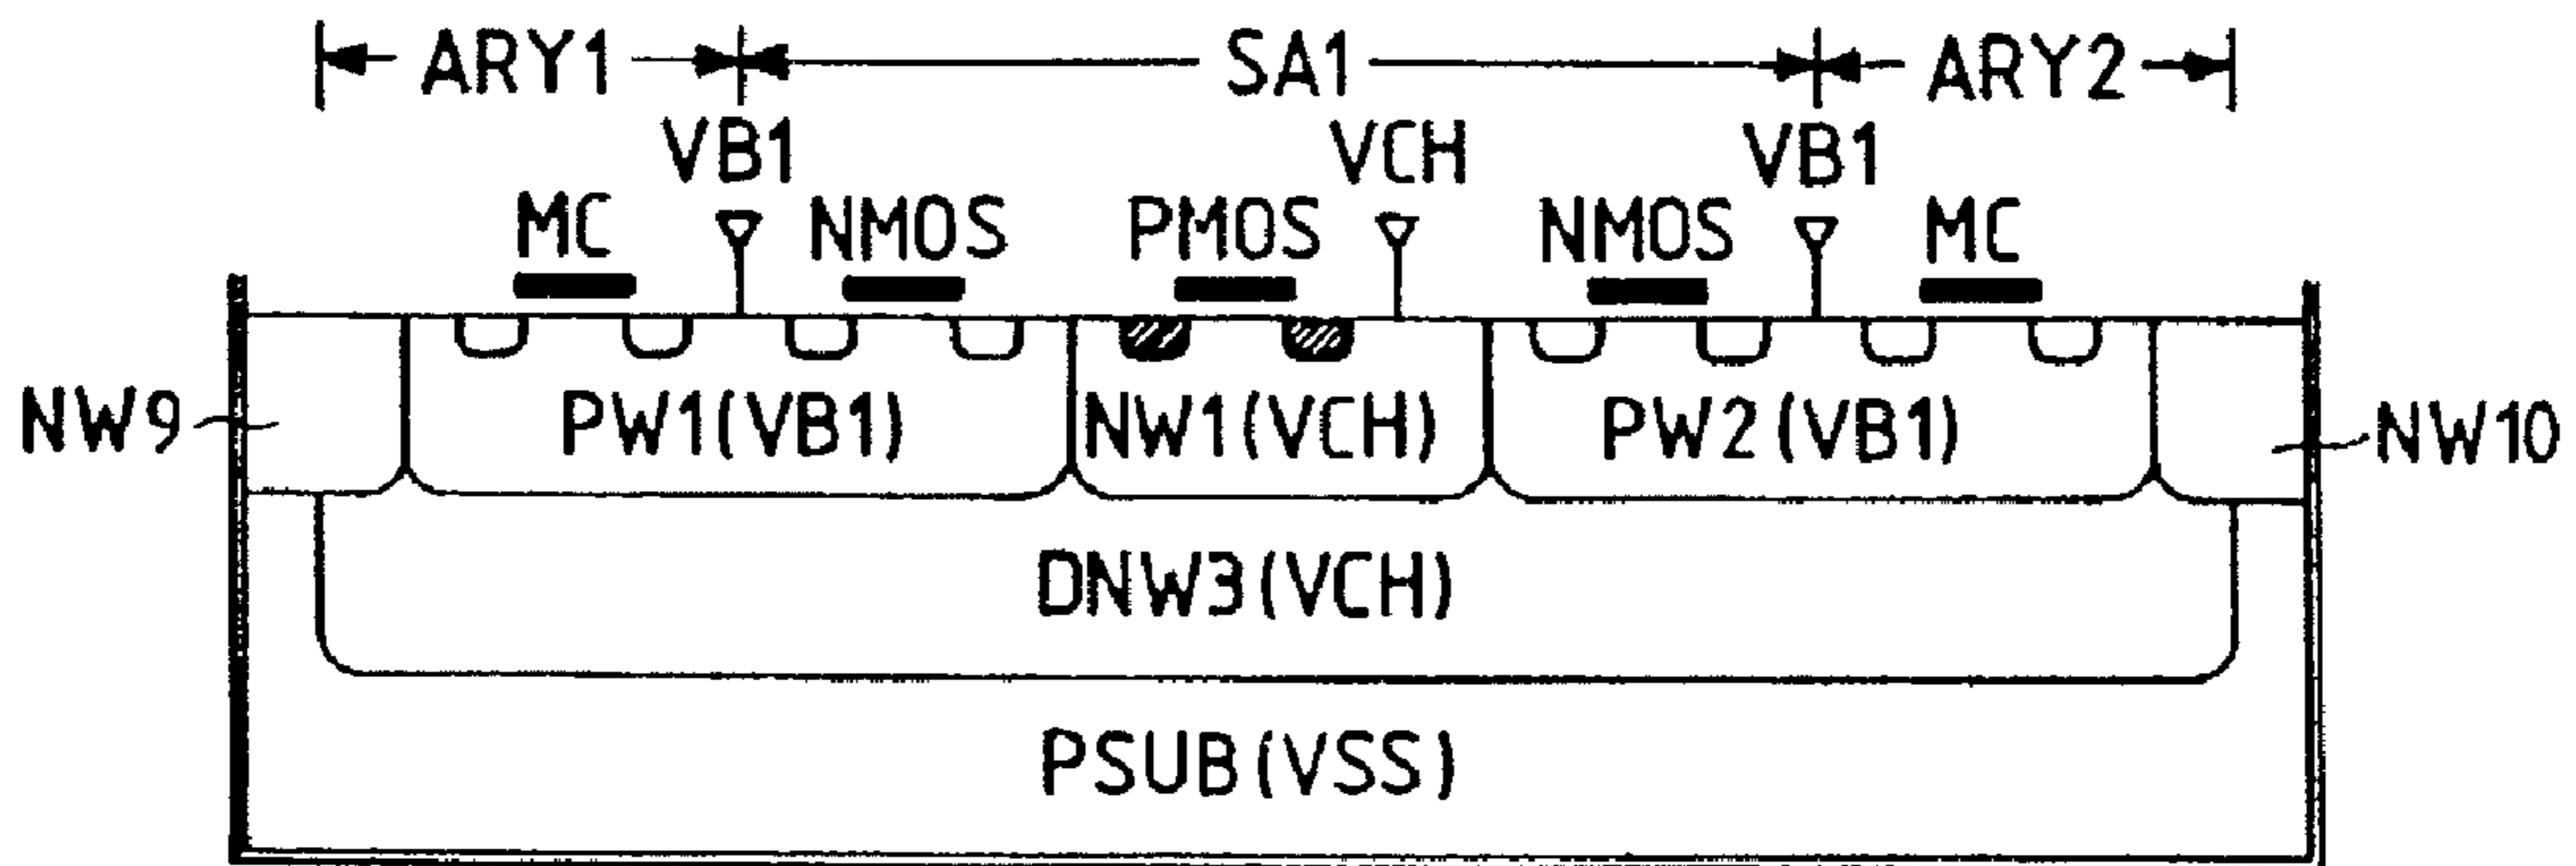 ARY1 SA1 ARY2
VB1 VCH VB1
MC NMOS PMOS NMOS MC
NW9 PW1(VB1) NW1(VCH) PW2(VB1) NW10
DNW3(VCH)
PSUB(VSS)